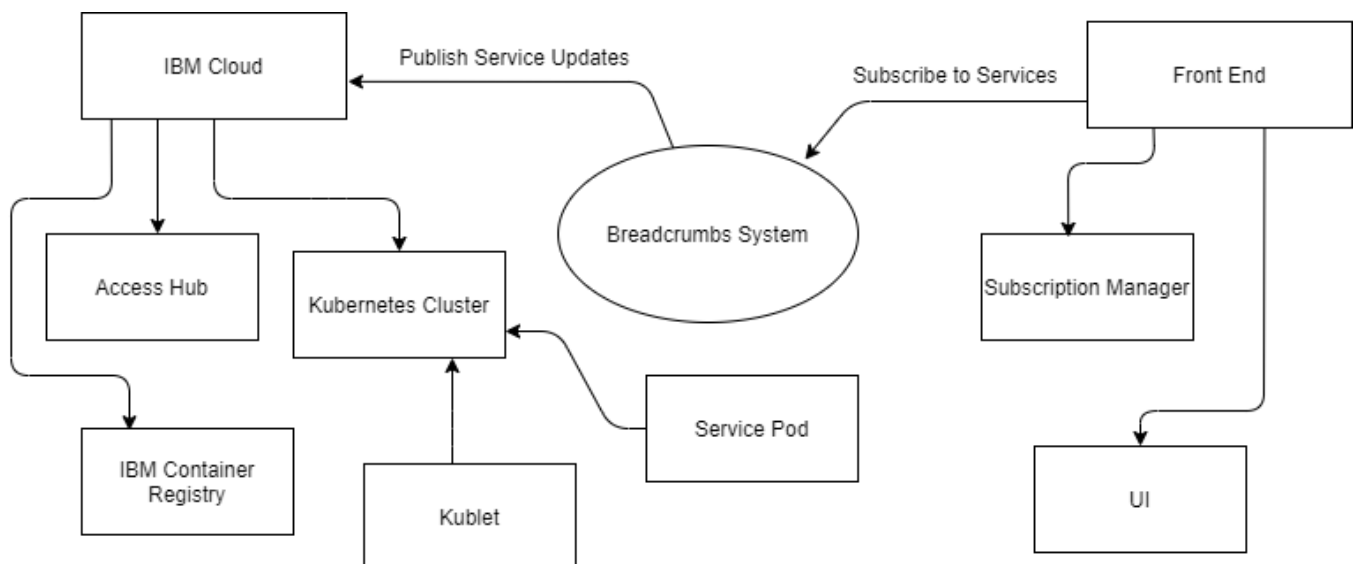 IBM Cloud
Publish Service Updates
Subscribe to Services
Front End
Breadcrumbs System
Access Hub
Kubernetes Cluster
Subscription Manager
Service Pod
IBM Container
Registry
Kublet
UI